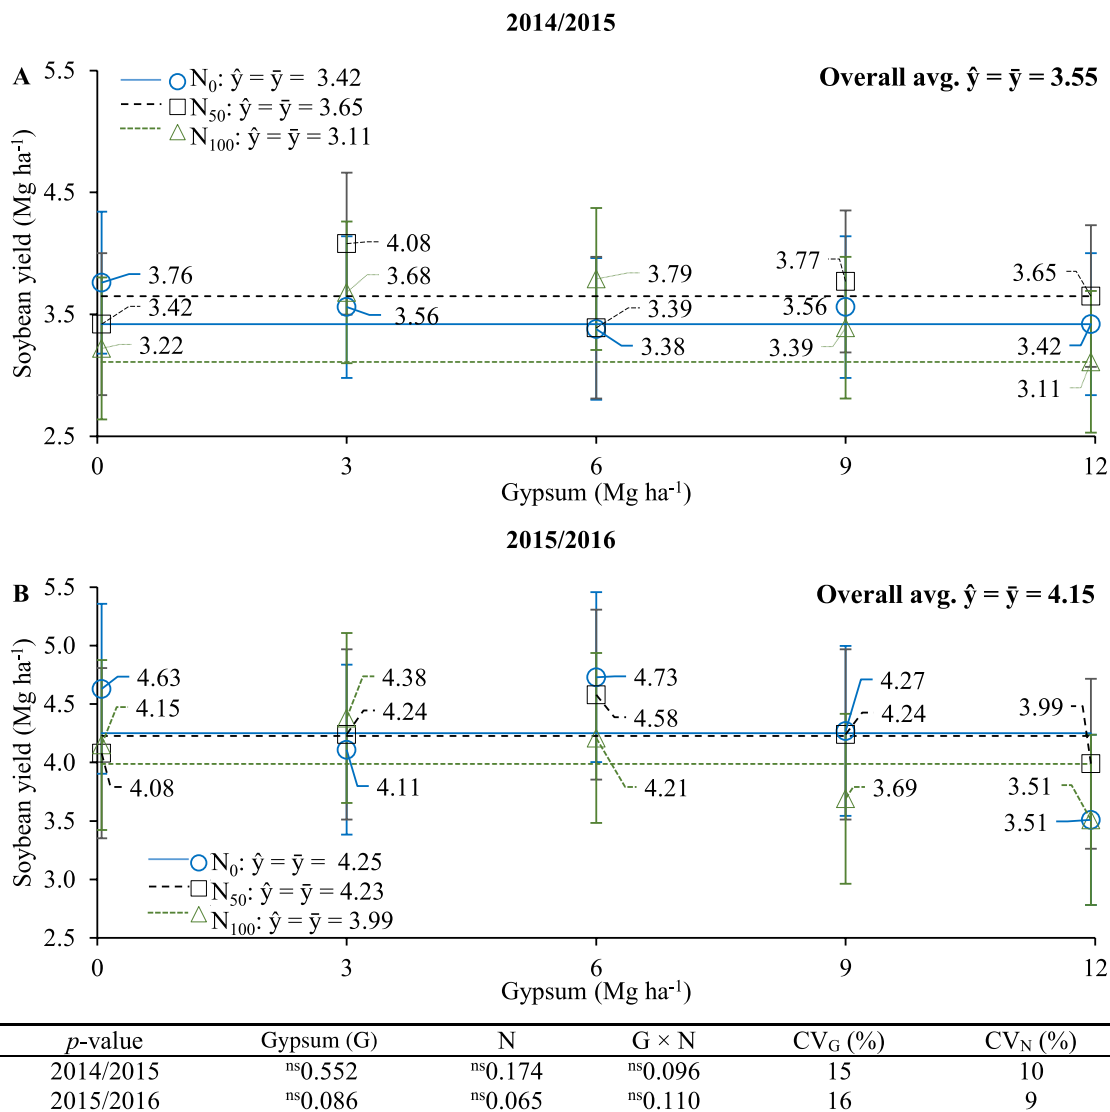 2014/2015
A
5.5
4.5
3.5
2.5
Soybean yield (Mg ha⁻¹)
N₀: ŷ = ȳ = 3.42
N₅₀: ŷ = ȳ = 3.65
N₁₀₀: ŷ = ȳ = 3.11
Overall avg. ŷ = ȳ = 3.55
3.76
3.42
3.22
4.08
3.68
3.56
3.79
3.39
3.38
3.77
3.56
3.39
3.65
3.42
3.11
0 3 6 9 12
Gypsum (Mg ha⁻¹)
2015/2016
B
5.5
5.0
4.5
4.0
3.5
3.0
2.5
Soybean yield (Mg ha⁻¹)
Overall avg. ŷ = ȳ = 4.15
4.63
4.15
4.08
4.38
4.24
4.11
4.73
4.58
4.21
4.27
4.24
3.69
3.99
3.51
3.51
N₀: ŷ = ȳ = 4.25
N₅₀: ŷ = ȳ = 4.23
N₁₀₀: ŷ = ȳ = 3.99
0 3 6 9 12
Gypsum (Mg ha⁻¹)
p-value Gypsum (G) N G × N CV_G (%) CV_N (%)
2014/2015 ⁿˢ0.552 ⁿˢ0.174 ⁿˢ0.096 15 10
2015/2016 ⁿˢ0.086 ⁿˢ0.065 ⁿˢ0.110 16 9